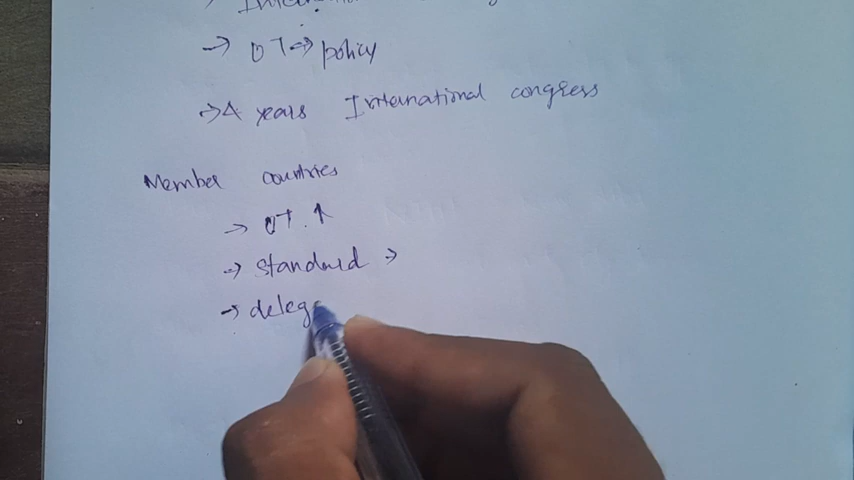 → OT ⇒ policy
→ 4 years International congress
Member countries
→ OT. ↑
→ standard →
→ deleg